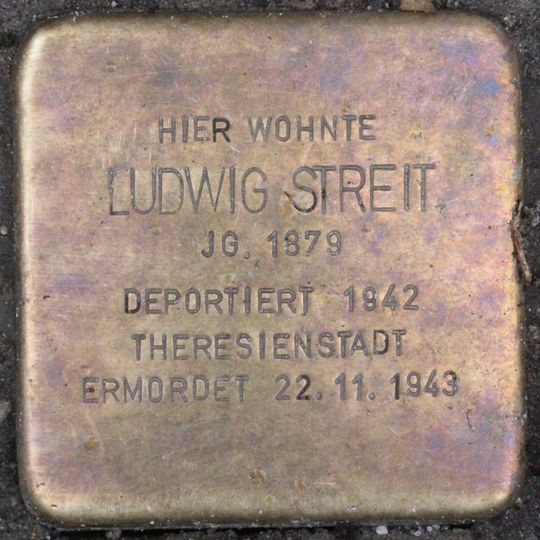 HIER WOHNTE
LUDWIG STREIT
JG. 1879
DEPORTIERT 1942
THERESIENSTADT
ERMORDET 22.11.1943